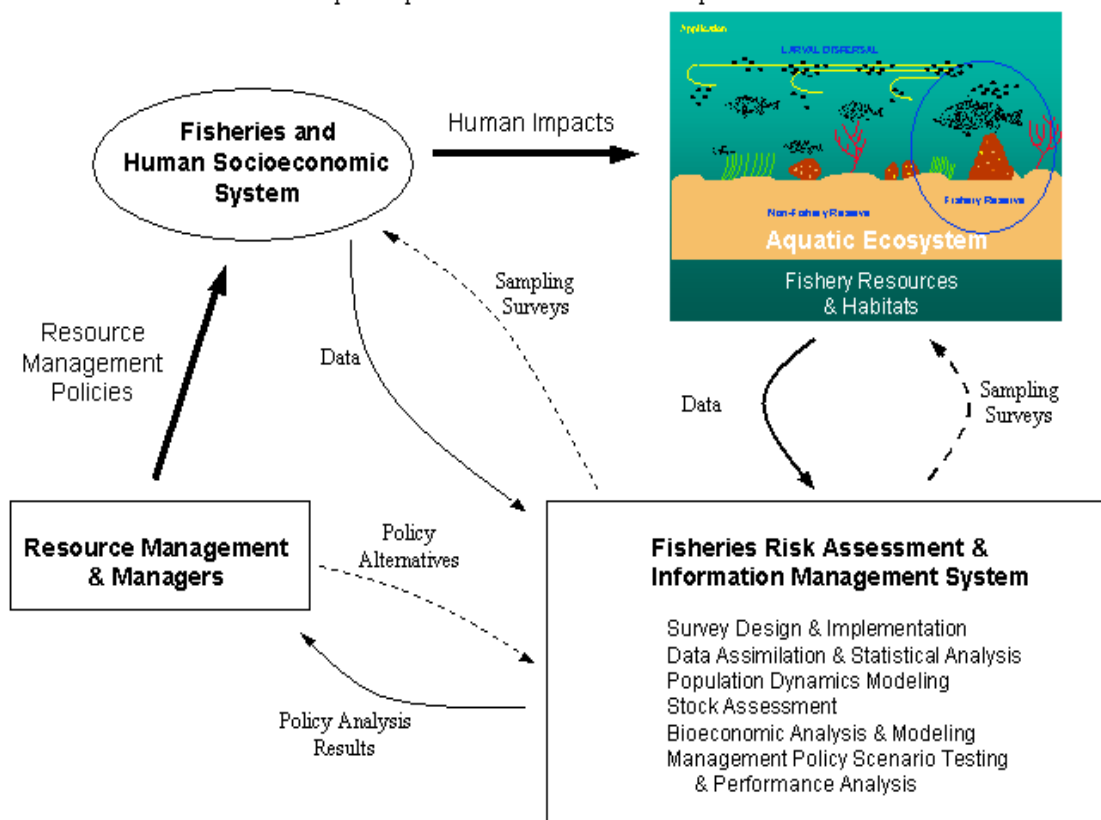 Application
LARVAL DISPERSAL
Fisheries and
Human Socioeconomic
System
Human Impacts
Fishery Reserve
Non-Fishery Reserve
Aquatic Ecosystem
Fishery Resources
& Habitats
Resource
Management
Policies
Sampling
Surveys
Data
Data
Sampling
Surveys
Resource Management
& Managers
Policy
Alternatives
Policy Analysis
Results
Fisheries Risk Assessment &
Information Management System
Survey Design & Implementation
Data Assimilation & Statistical Analysis
Population Dynamics Modeling
Stock Assessment
Bioeconomic Analysis & Modeling
Management Policy Scenario Testing
& Performance Analysis